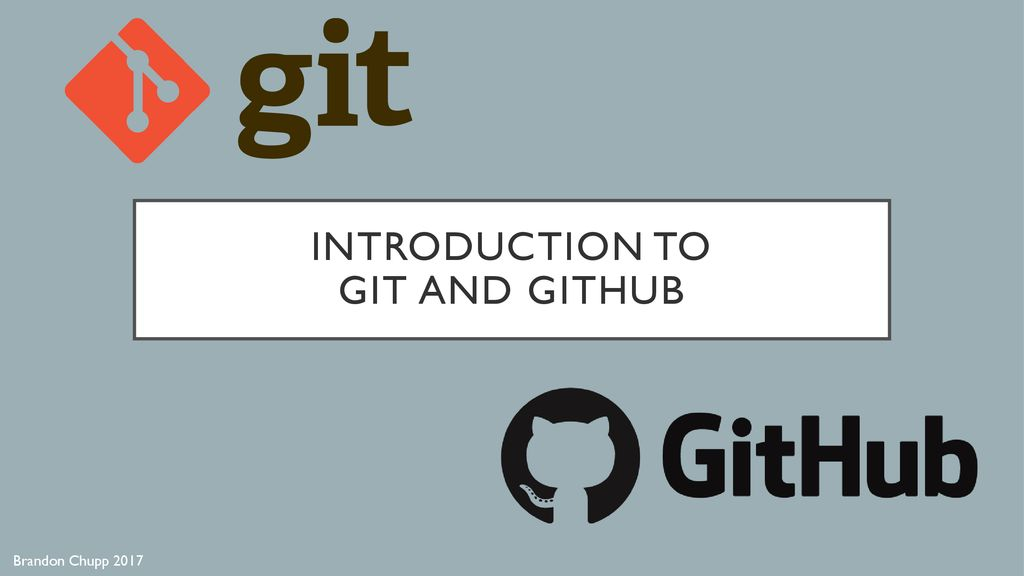 git
INTRODUCTION TO
GIT AND GITHUB
GitHub
Brandon Chupp 2017